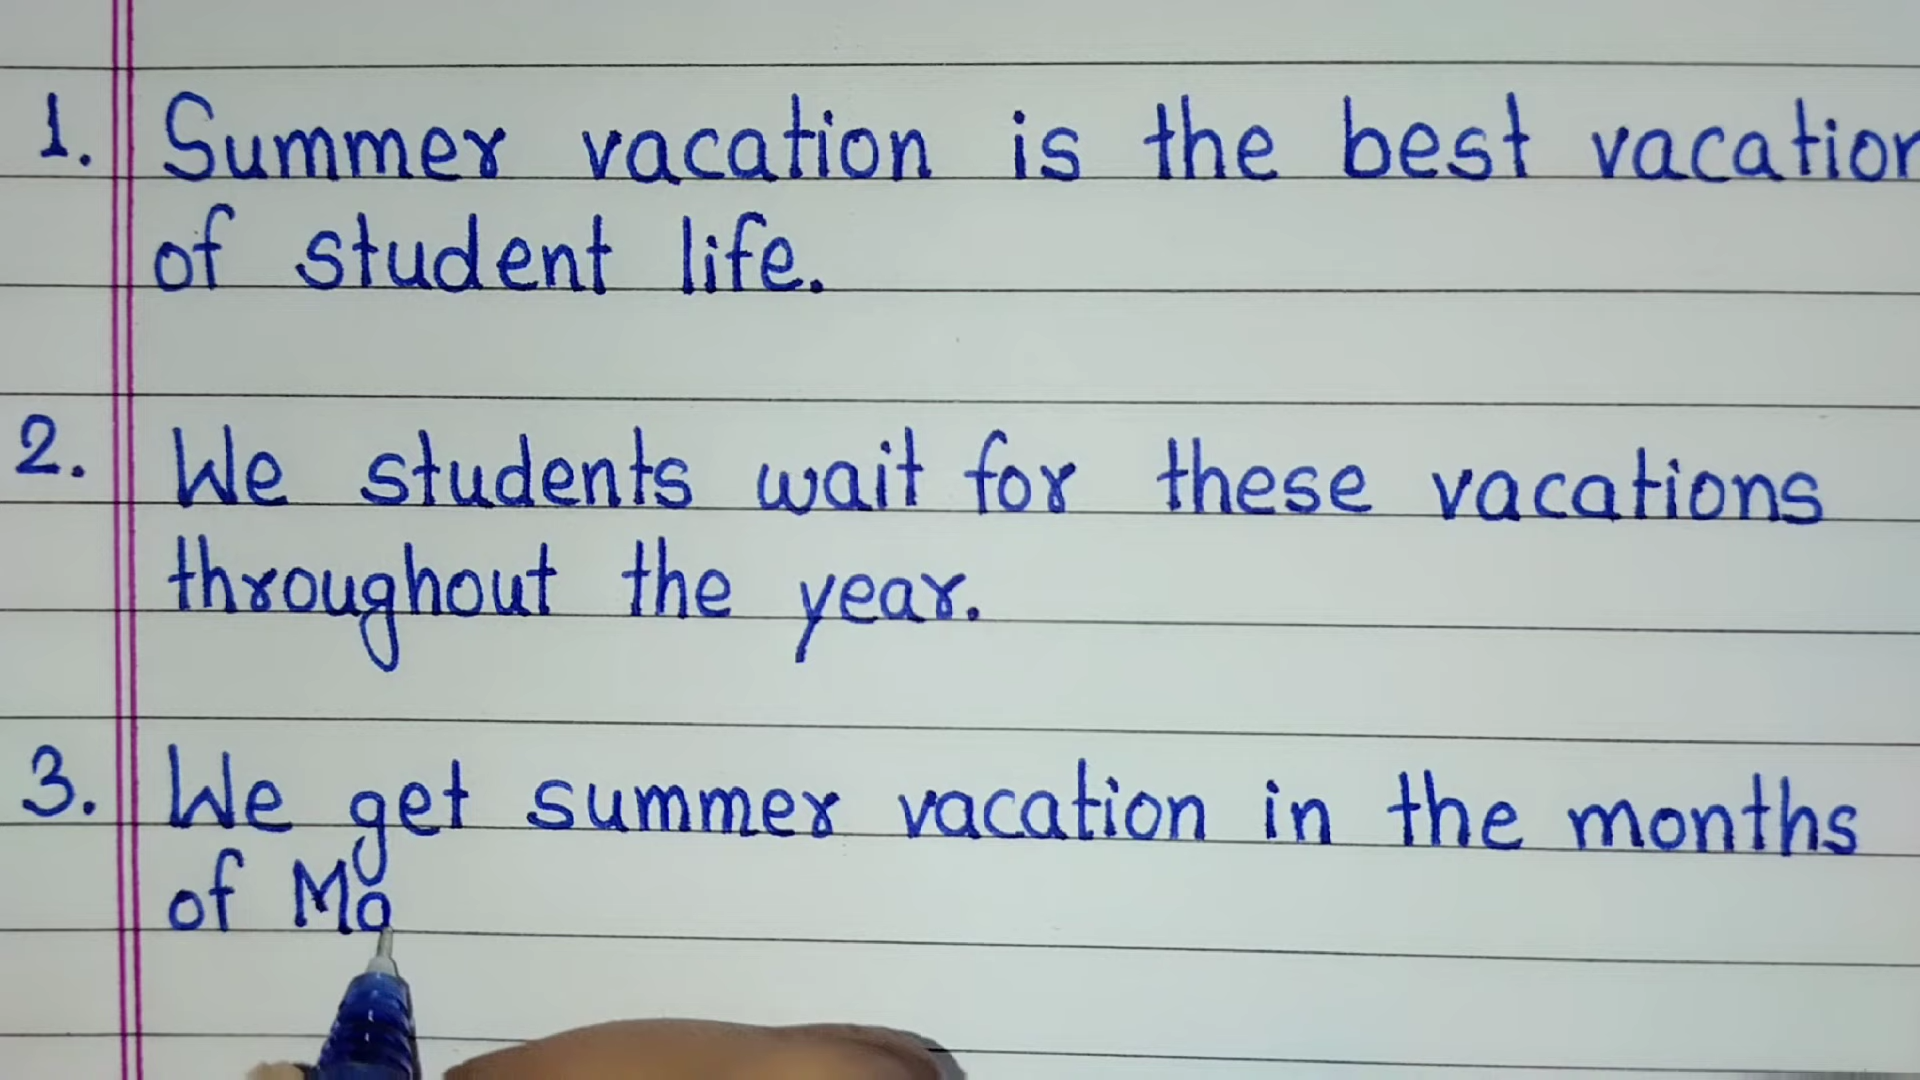 1. Summer vacation is the best vacation
of student life.
2. We students wait for these vacations
throughout the year.
3. We get summer vacation in the months
of Ma